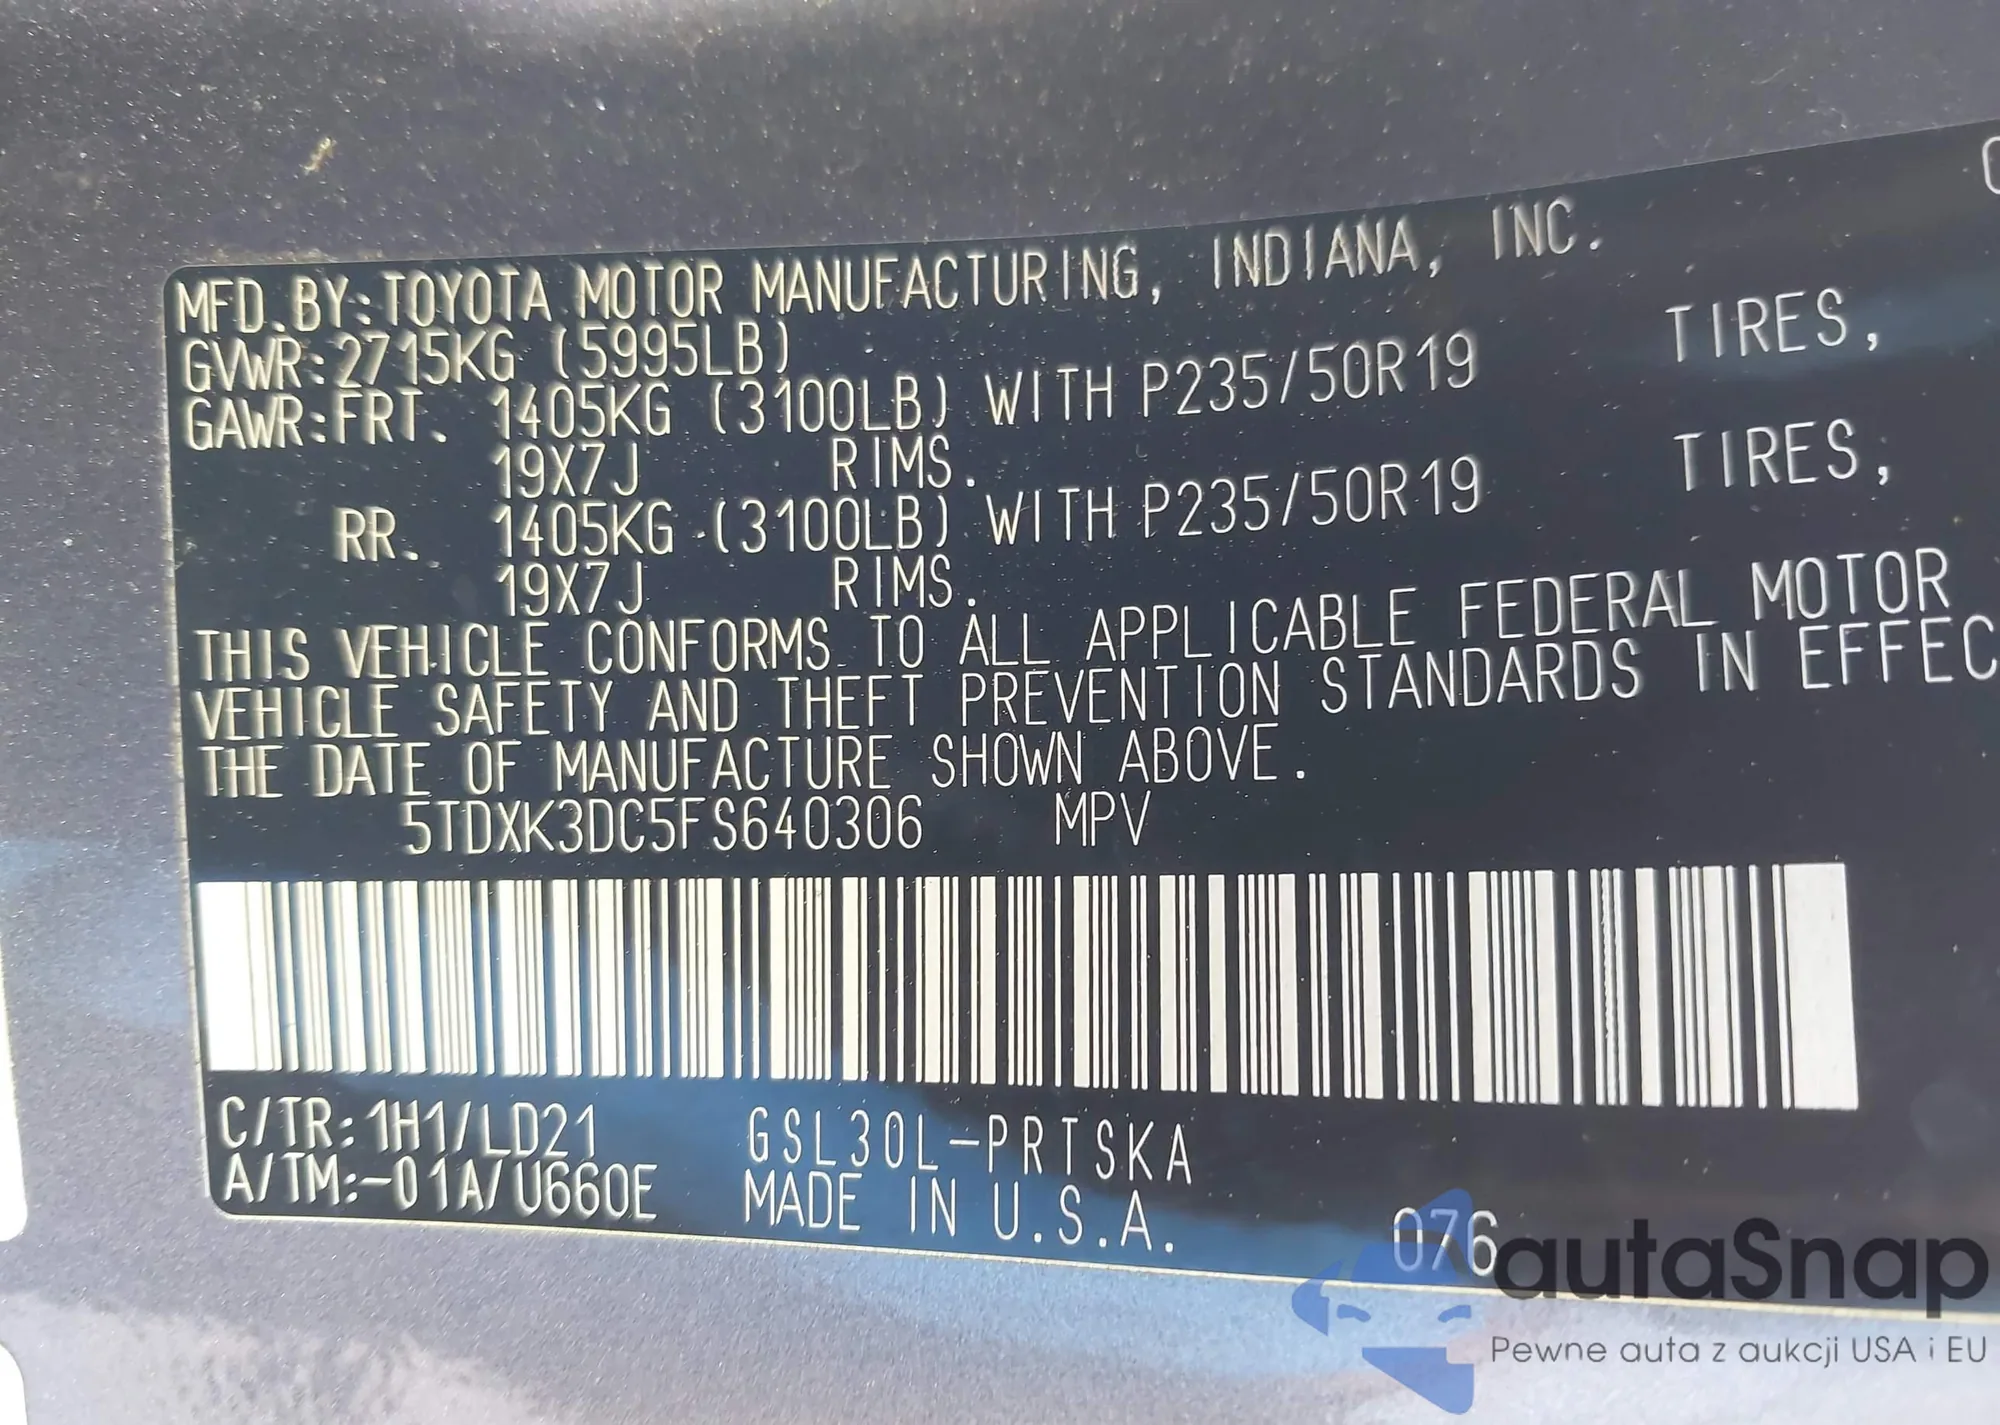 MFD.BY:TOYOTA MOTOR MANUFACTURING, INDIANA, INC.
GVWR:2715KG (5995LB)
GAWR:FRT. 1405KG (3100LB) WITH P235/50R19 TIRES,
19X7J RIMS.
RR. 1405KG (3100LB) WITH P235/50R19 TIRES,
19X7J RIMS.
THIS VEHICLE CONFORMS TO ALL APPLICABLE FEDERAL MOTOR
VEHICLE SAFETY AND THEFT PREVENTION STANDARDS IN EFFEC
THE DATE OF MANUFACTURE SHOWN ABOVE.
5TDXK3DC5FS640306 MPV
C/TR:1H1/LD21 GSL30L-PRTSKA
A/TM:-01A/U660E MADE IN U.S.A.
076
autaSnap
Pewne auta z aukcji USA i EU